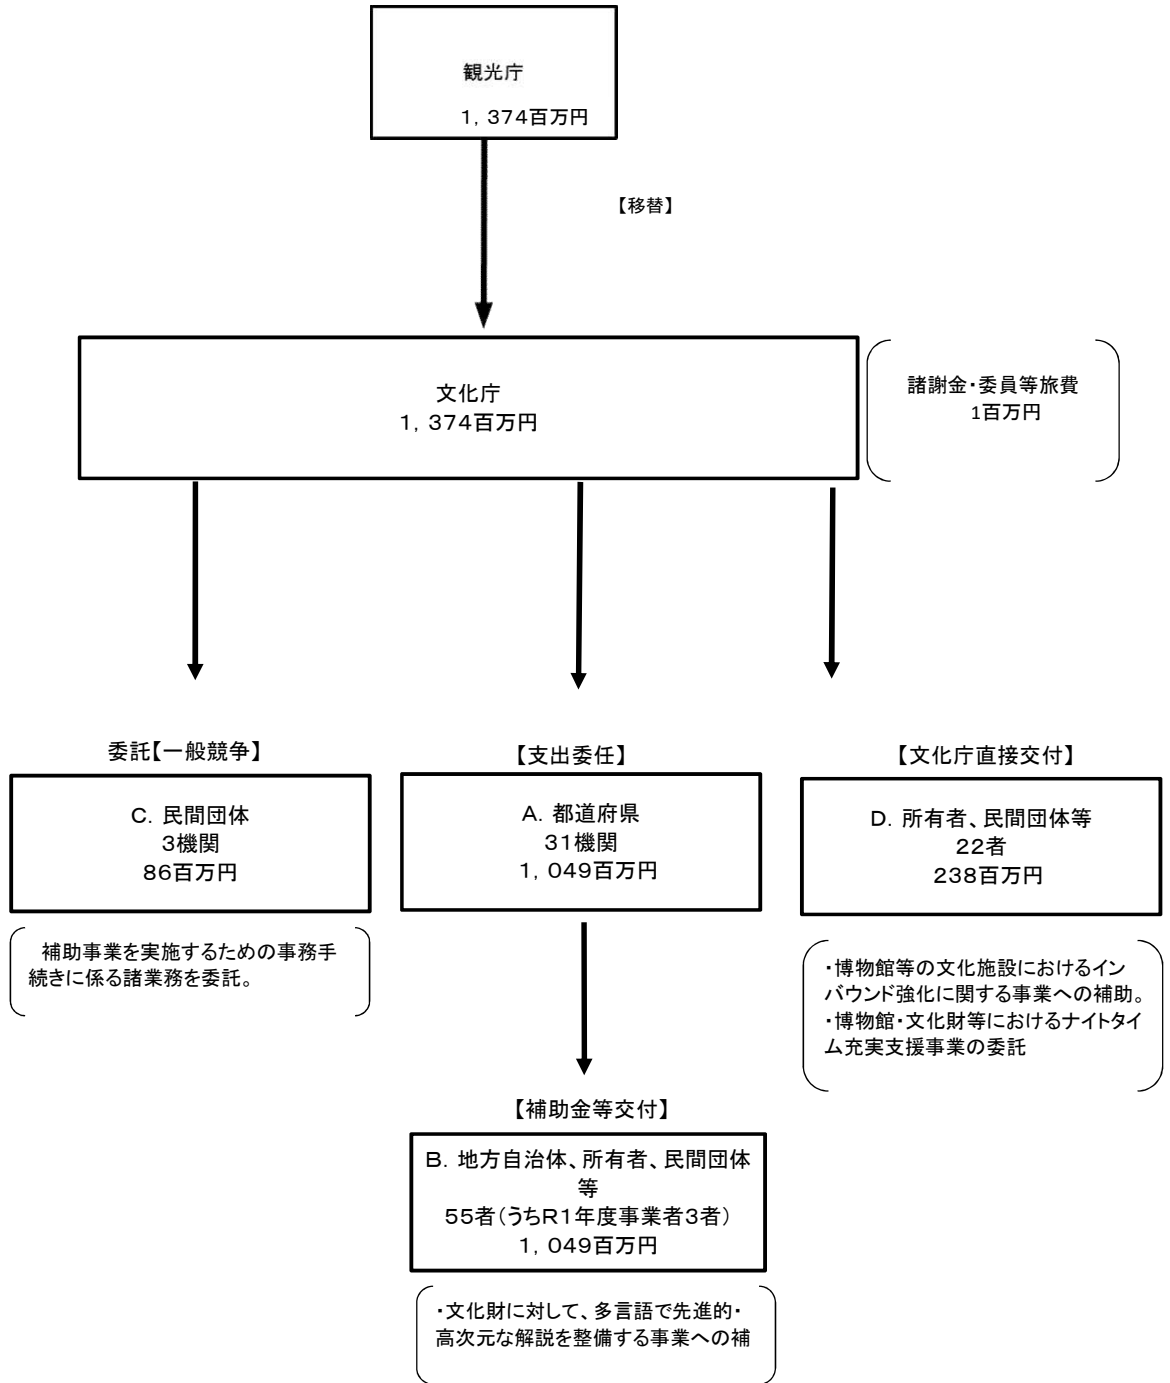 観光庁
1，374百万円
【移替】
文化庁
1，374百万円
諸謝金・委員等旅費
1百万円
委託【一般競争】
C．民間団体
3機関
86百万円
補助事業を実施するための事務手
続きに係る諸業務を委託。
【支出委任】
A．都道府県
31機関
1，049百万円
【文化庁直接交付】
D．所有者、民間団体等
22者
238百万円
・博物館等の文化施設におけるイン
バウンド強化に関する事業への補助。
・博物館・文化財等におけるナイトタイ
ム充実支援事業の委託
【補助金等交付】
B．地方自治体、所有者、民間団体
等
55者（うちR1年度事業者3者）
1，049百万円
・文化財に対して、多言語で先進的・
高次元な解説を整備する事業への補